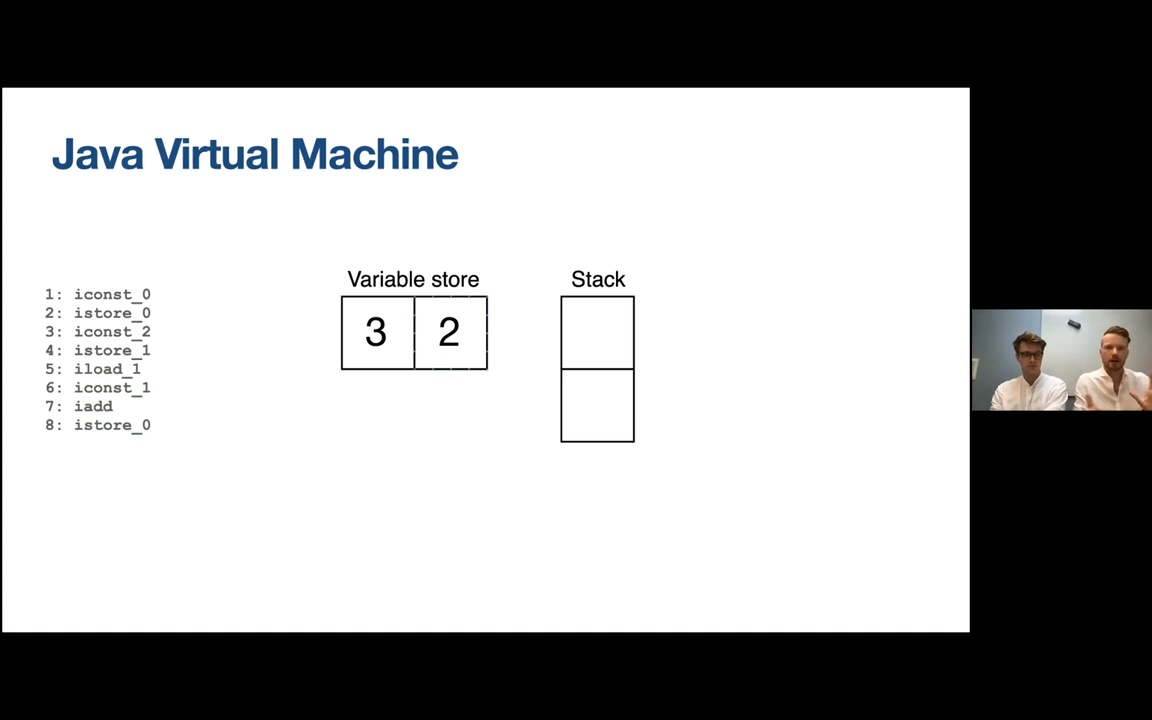 Java Virtual Machine
1: iconst_0
2: istore_0
3: iconst_2
4: istore_1
5: iload_1
6: iconst_1
7: iadd
8: istore_0
Variable store
3 2
Stack